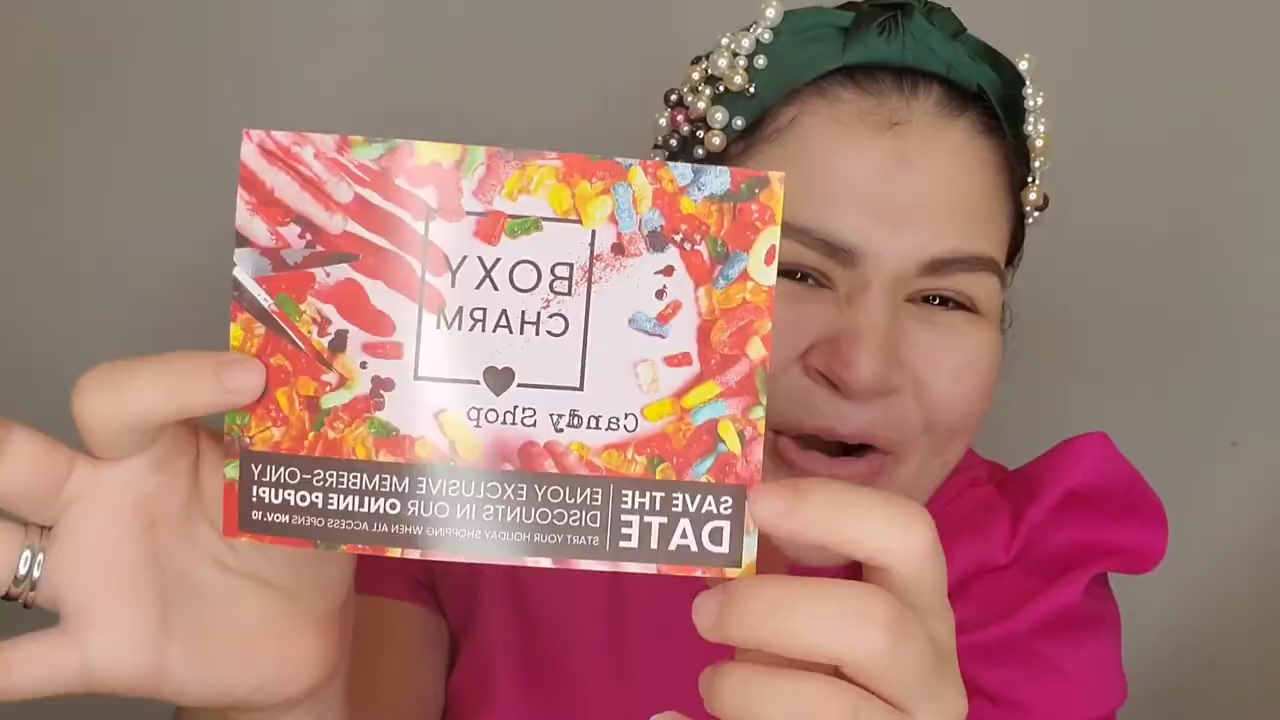 BOXY
CHARM
Candy Shop
SAVE THE
DATE
ENJOY EXCLUSIVE MEMBERS-ONLY
DISCOUNTS IN OUR ONLINE POPUP!
START YOUR HOLIDAY SHOPPING WHEN ALL ACCESS OPENS NOV.10